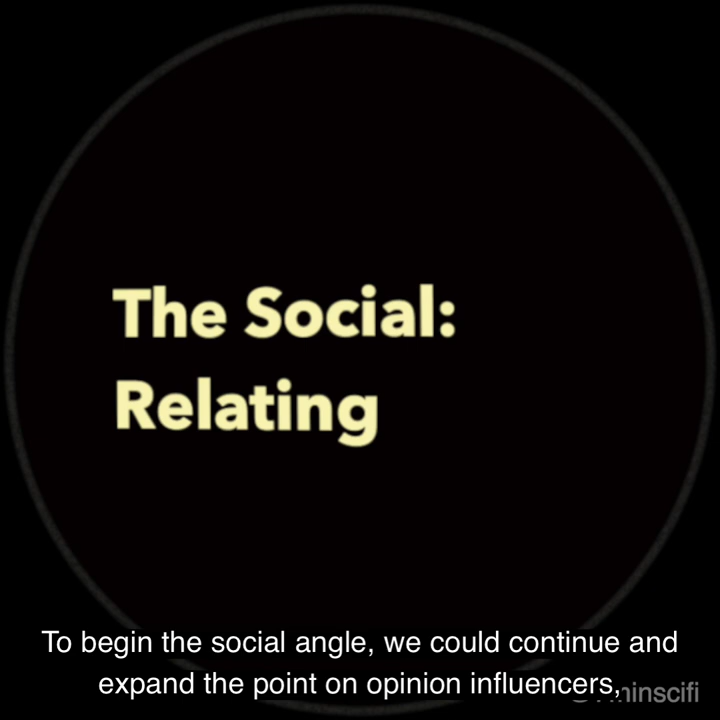 The Social:
Relating
To begin the social angle, we could continue and
expand the point on opinion influencers,